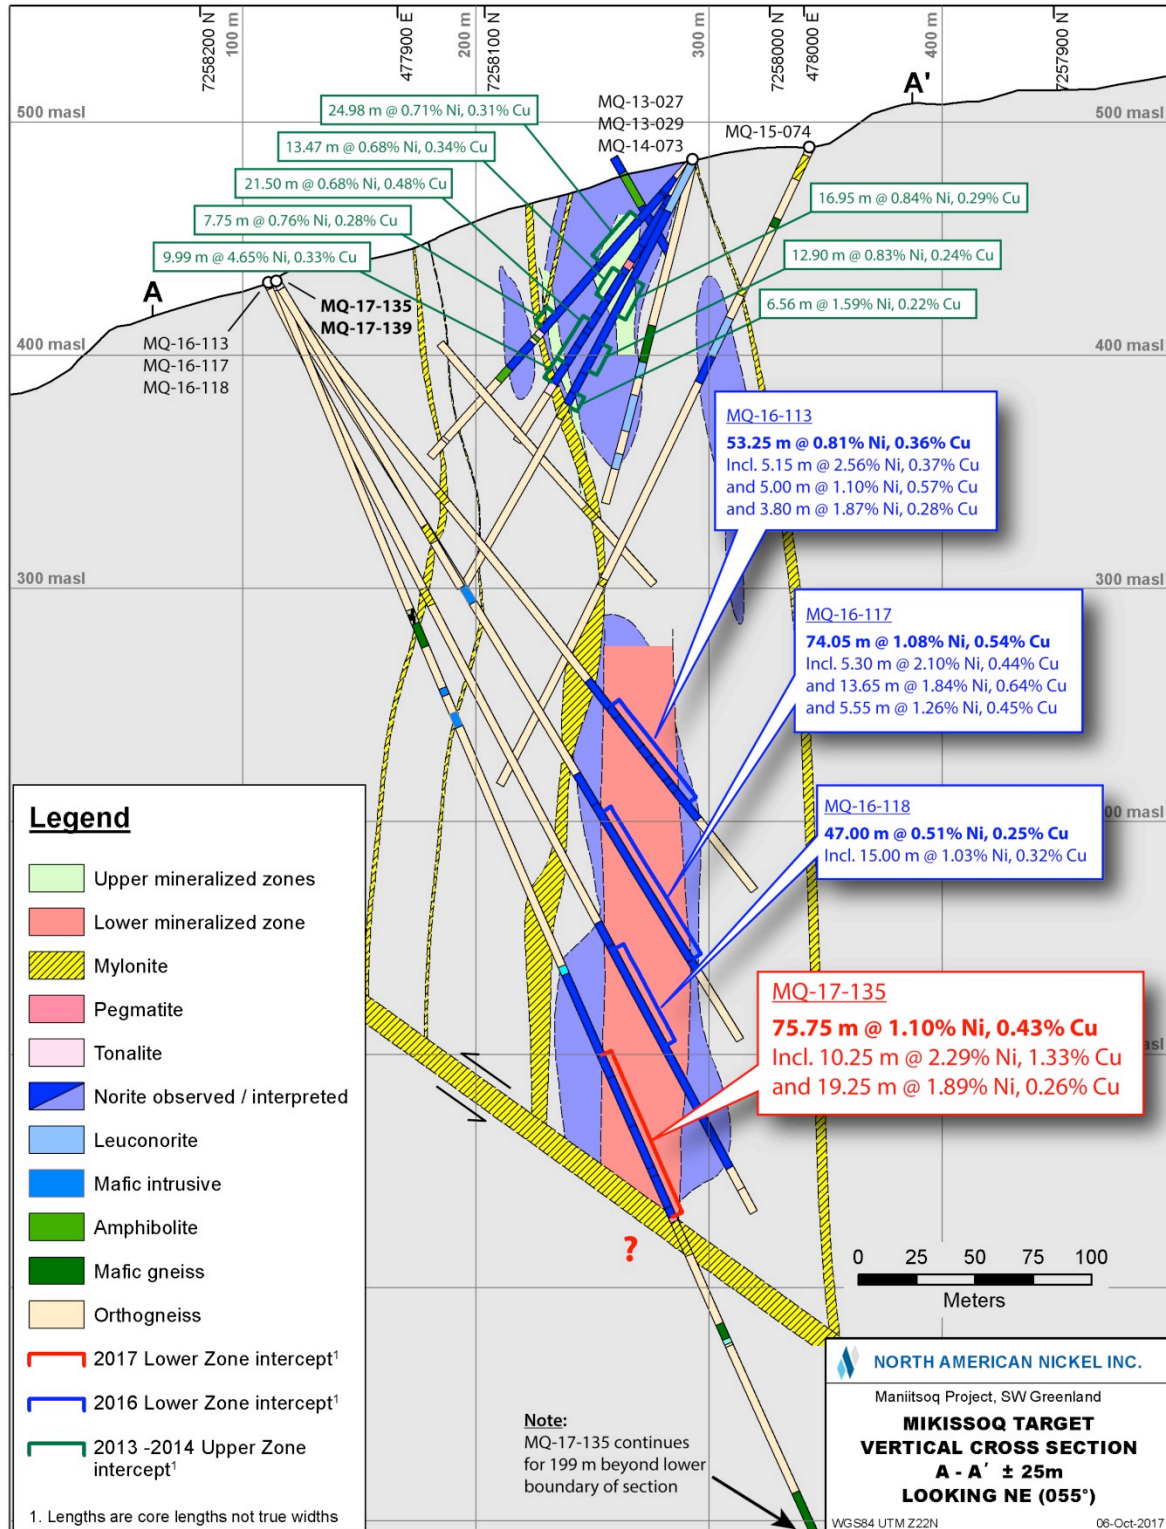 7258200 N
100 m
477900 E
200 m
7258100 N
300 m
7258000 N
478000 E
400 m
7257900 N
A'
500 masl
500 masl
24.98 m @ 0.71% Ni, 0.31% Cu
MQ-13-027
MQ-13-029
MQ-14-073
MQ-15-074
13.47 m @ 0.68% Ni, 0.34% Cu
21.50 m @ 0.68% Ni, 0.48% Cu
16.95 m @ 0.84% Ni, 0.29% Cu
7.75 m @ 0.76% Ni, 0.28% Cu
12.90 m @ 0.83% Ni, 0.24% Cu
9.99 m @ 4.65% Ni, 0.33% Cu
6.56 m @ 1.59% Ni, 0.22% Cu
A
MQ-17-135
MQ-17-139
MQ-16-113
MQ-16-117
MQ-16-118
400 masl
400 masl
MQ-16-113
53.25 m @ 0.81% Ni, 0.36% Cu
Incl. 5.15 m @ 2.56% Ni, 0.37% Cu
and 5.00 m @ 1.10% Ni, 0.57% Cu
and 3.80 m @ 1.87% Ni, 0.28% Cu
300 masl
300 masl
MQ-16-117
74.05 m @ 1.08% Ni, 0.54% Cu
Incl. 5.30 m @ 2.10% Ni, 0.44% Cu
and 13.65 m @ 1.84% Ni, 0.64% Cu
and 5.55 m @ 1.26% Ni, 0.45% Cu
MQ-16-118
47.00 m @ 0.51% Ni, 0.25% Cu
Incl. 15.00 m @ 1.03% Ni, 0.32% Cu
00 masl
MQ-17-135
75.75 m @ 1.10% Ni, 0.43% Cu
Incl. 10.25 m @ 2.29% Ni, 1.33% Cu
and 19.25 m @ 1.89% Ni, 0.26% Cu
asl
?
Legend
Upper mineralized zones
Lower mineralized zone
Mylonite
Pegmatite
Tonalite
Norite observed / interpreted
Leuconorite
Mafic intrusive
Amphibolite
Mafic gneiss
Orthogneiss
2017 Lower Zone intercept¹
2016 Lower Zone intercept¹
2013 -2014 Upper Zone
intercept¹
1. Lengths are core lengths not true widths
0 25 50 75 100
Meters
Note:
MQ-17-135 continues
for 199 m beyond lower
boundary of section
NORTH AMERICAN NICKEL INC.
Maniitsoq Project, SW Greenland
MIKISSOQ TARGET
VERTICAL CROSS SECTION
A - A' ± 25m
LOOKING NE (055°)
WGS84 UTM Z22N
06-Oct-2017